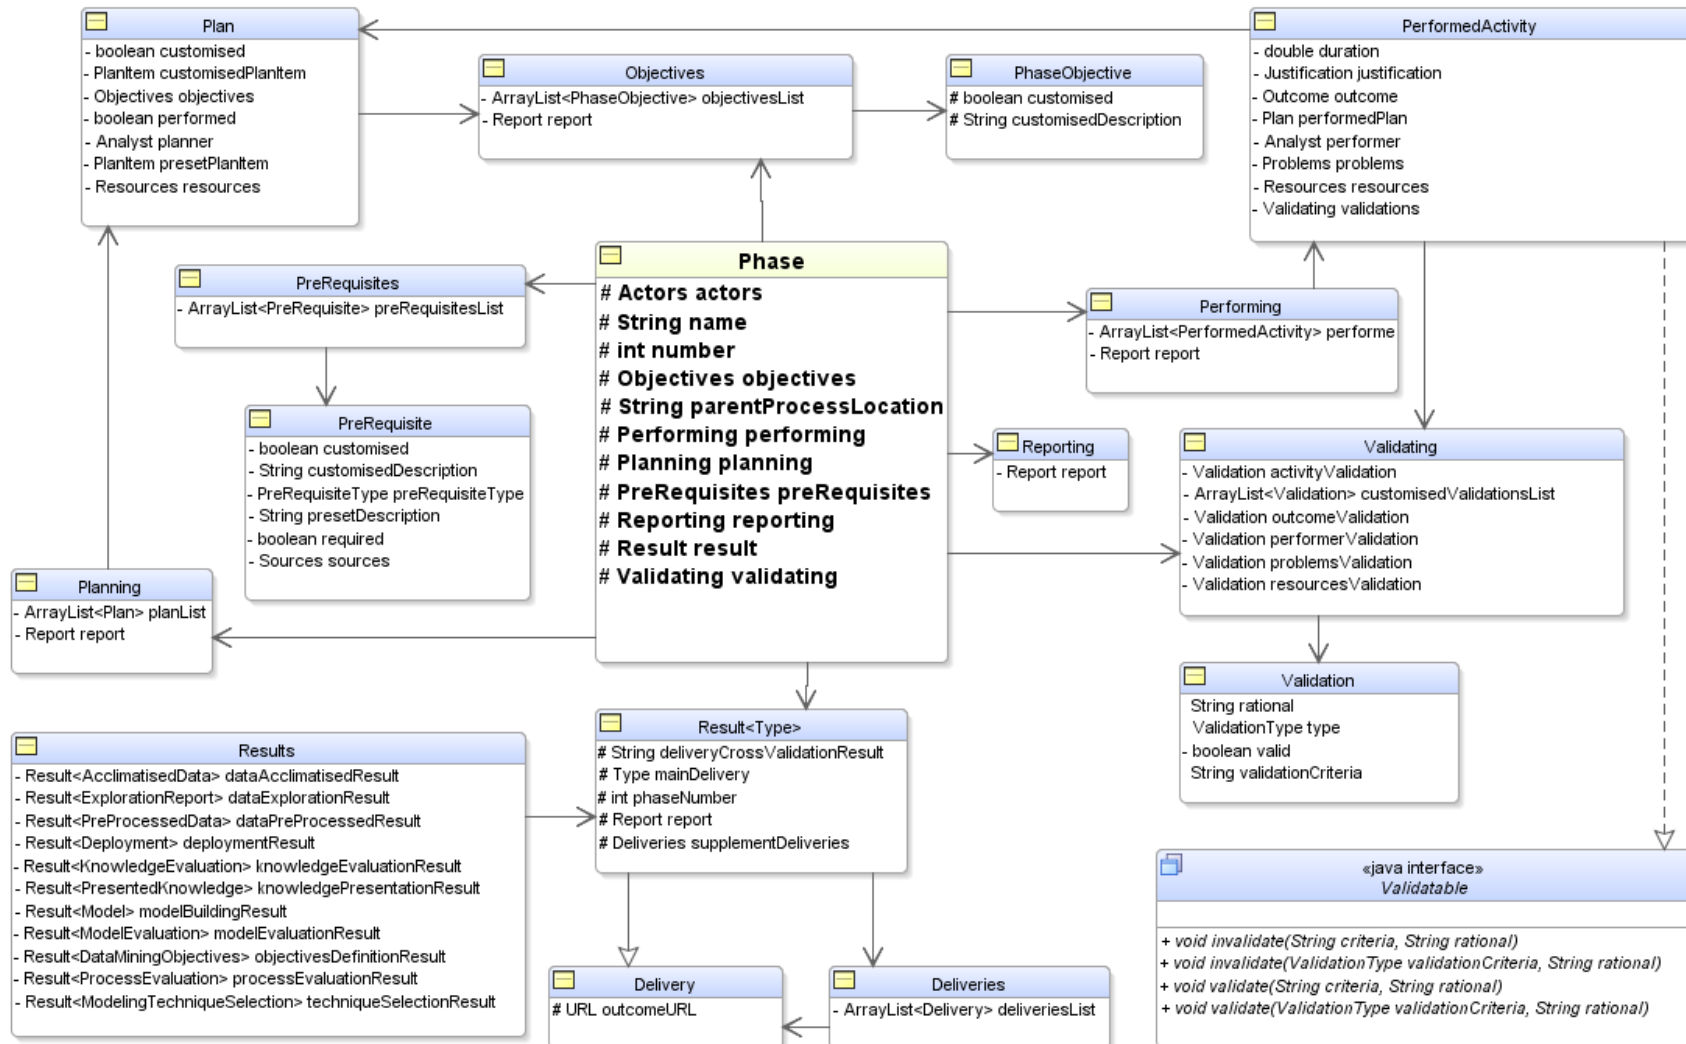 Plan
- boolean customised
- PlanItem customisedPlanItem
- Objectives objectives
- boolean performed
- Analyst planner
- PlanItem presetPlanItem
- Resources resources
Objectives
- ArrayList<PhaseObjective> objectivesList
- Report report
PhaseObjective
# boolean customised
# String customisedDescription
PerformedActivity
- double duration
- Justification justification
- Outcome outcome
- Plan performedPlan
- Analyst performer
- Problems problems
- Resources resources
- Validating validations
PreRequisites
- ArrayList<PreRequisite> preRequisitesList
Phase
# Actors actors
# String name
# int number
# Objectives objectives
# String parentProcessLocation
# Performing performing
# Planning planning
# PreRequisites preRequisites
# Reporting reporting
# Result result
# Validating validating
Performing
- ArrayList<PerformedActivity> performe
- Report report
PreRequisite
- boolean customised
- String customisedDescription
- PreRequisiteType preRequisiteType
- String presetDescription
- boolean required
- Sources sources
Reporting
- Report report
Validating
- Validation activityValidation
- ArrayList<Validation> customisedValidationsList
- Validation outcomeValidation
- Validation performerValidation
- Validation problemsValidation
- Validation resourcesValidation
Planning
- ArrayList<Plan> planList
- Report report
Validation
String rational
ValidationType type
- boolean valid
String validationCriteria
Results
- Result<AcclimatisedData> dataAcclimatisedResult
- Result<ExplorationReport> dataExplorationResult
- Result<PreProcessedData> dataPreProcessedResult
- Result<Deployment> deploymentResult
- Result<KnowledgeEvaluation> knowledgeEvaluationResult
- Result<PresentedKnowledge> knowledgePresentationResult
- Result<Model> modelBuildingResult
- Result<ModelEvaluation> modelEvaluationResult
- Result<DataMiningObjectives> objectivesDefinitionResult
- Result<ProcessEvaluation> processEvaluationResult
- Result<ModelingTechniqueSelection> techniqueSelectionResult
Result<Type>
# String deliveryCrossValidationResult
# Type mainDelivery
# int phaseNumber
# Report report
# Deliveries supplementDeliveries
«java interface»
Validatable
+ void invalidate(String criteria, String rational)
+ void invalidate(ValidationType validationCriteria, String rational)
+ void validate(String criteria, String rational)
+ void validate(ValidationType validationCriteria, String rational)
Delivery
# URL outcomeURL
Deliveries
- ArrayList<Delivery> deliveriesList